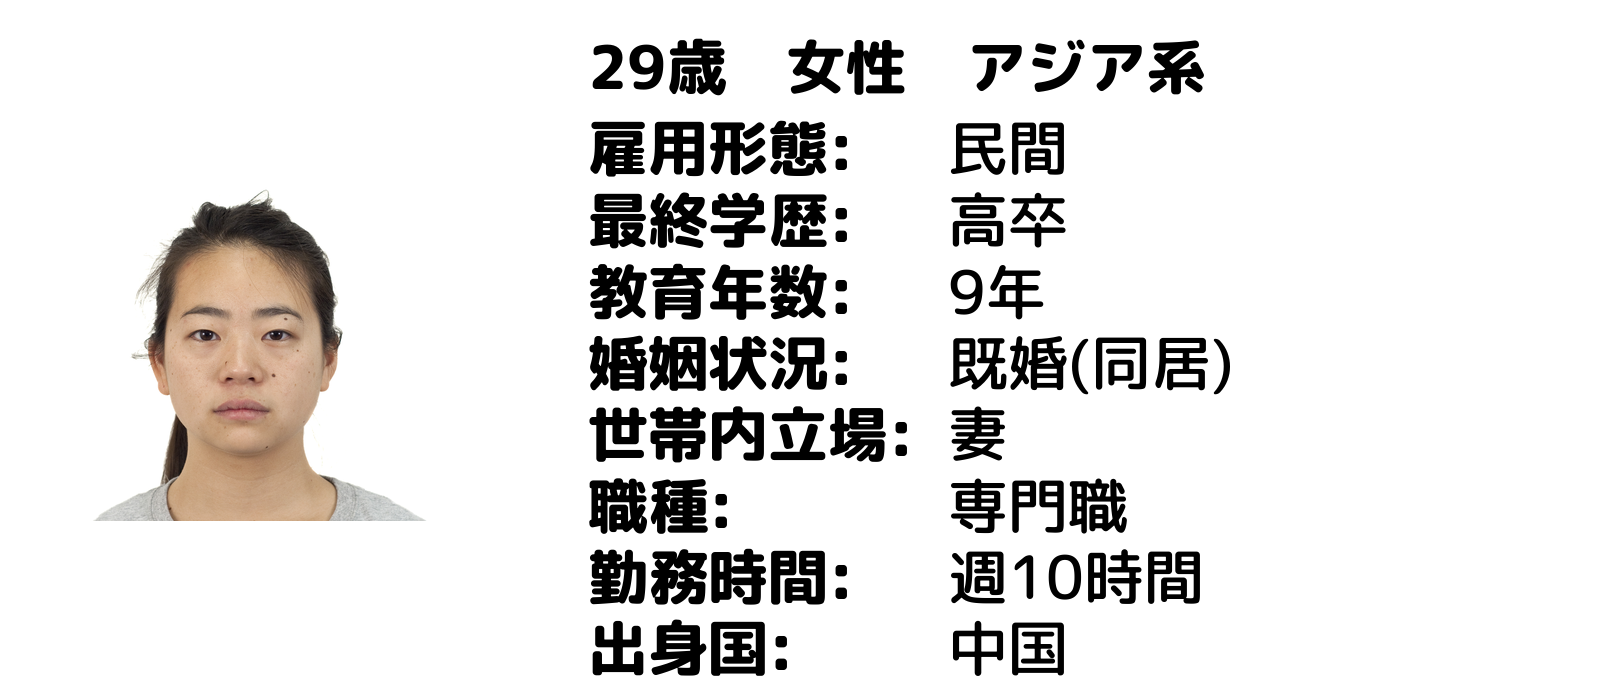 29歳　女性　アジア系
雇用形態:　民間
最終学歴:　高卒
教育年数:　9年
婚姻状況:　既婚(同居)
世帯内立場:　妻
職種:　専門職
勤務時間:　週10時間
出身国:　中国